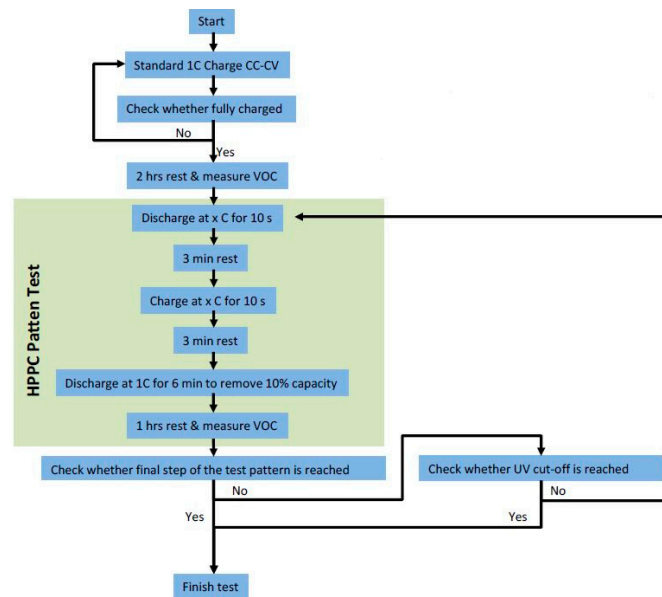 Start
Standard 1C Charge CC-CV
Check whether fully charged
No
Yes
2 hrs rest & measure VOC
HPPC Patten Test
Discharge at x C for 10 s
3 min rest
Charge at x C for 10 s
3 min rest
Discharge at 1C for 6 min to remove 10% capacity
1 hrs rest & measure VOC
Check whether final step of the test pattern is reached
Check whether UV cut-off is reached
No
No
Yes
Yes
Finish test